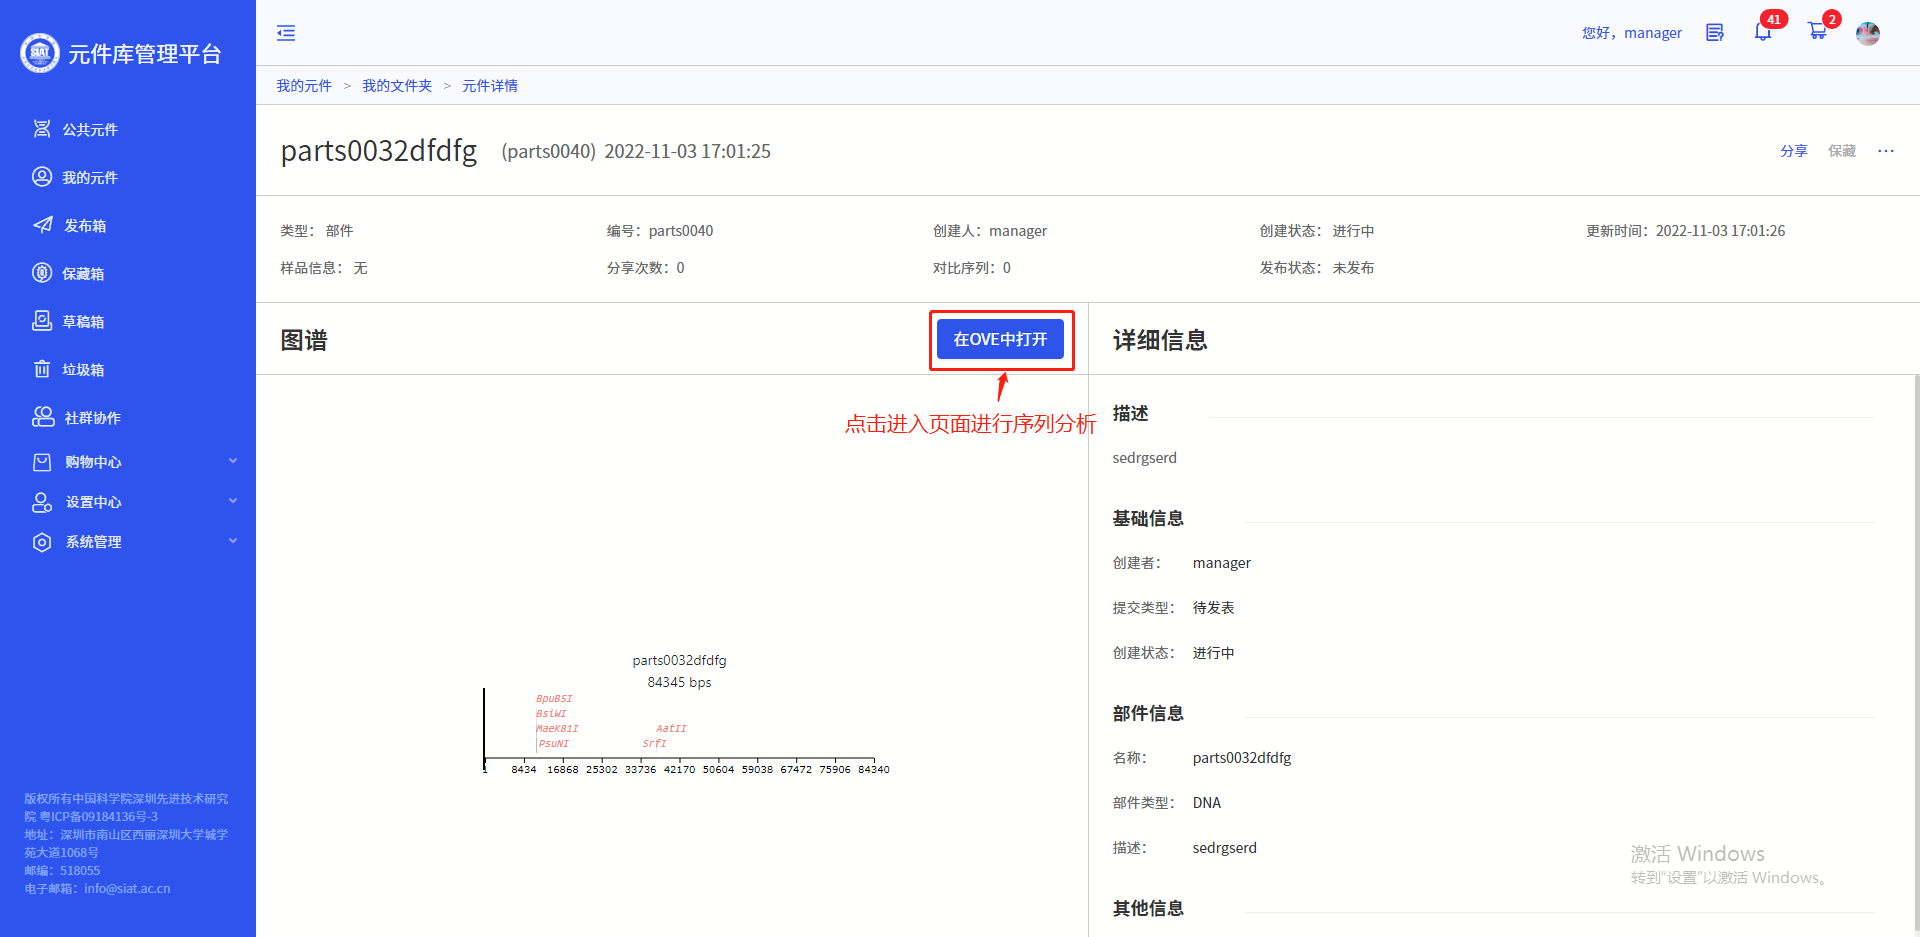 元件库管理平台
公共元件
我的元件
发布箱
保藏箱
草稿箱
垃圾箱
社群协作
购物中心
设置中心
系统管理
版权所有中国科学院深圳先进技术研究
院 粤ICP备09184136号-3
地址：深圳市南山区西丽深圳大学城学
苑大道1068号
邮编：518055
电子邮箱：info@siat.ac.cn
您好，manager
41
2
我的元件 > 我的文件夹 > 元件详情
parts0032dfdfg (parts0040) 2022-11-03 17:01:25
分享 保藏 ···
类型： 部件 编号：parts0040 创建人：manager 创建状态： 进行中 更新时间：2022-11-03 17:01:26
样品信息： 无 分享次数：0 对比序列：0 发布状态： 未发布
图谱
在OVE中打开
点击进入页面进行序列分析
parts0032dfdfg
84345 bps
BpuB5I
BsiWI
MaeK81I AatII
PsuNI SrfI
1 8434 16868 25302 33736 42170 50604 59038 67472 75906 84340
详细信息
描述
sedrgserd
基础信息
创建者： manager
提交类型： 待发表
创建状态： 进行中
部件信息
名称： parts0032dfdfg
部件类型： DNA
描述： sedrgserd
其他信息
激活 Windows
转到"设置"以激活 Windows。
SIAT